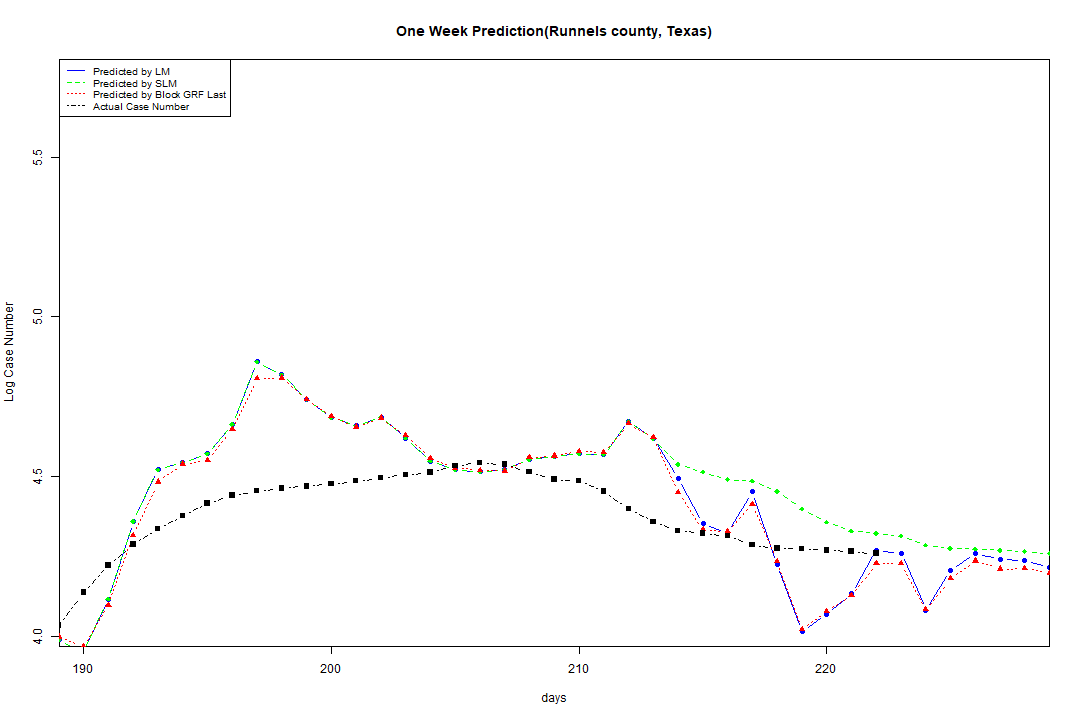 One Week Prediction(Runnels county, Texas)
Predicted by LM
Predicted by SLM
Predicted by Block GRF Last
Actual Case Number
5.5
5.0
4.5
4.0
Log Case Number
190 200 210 220
days